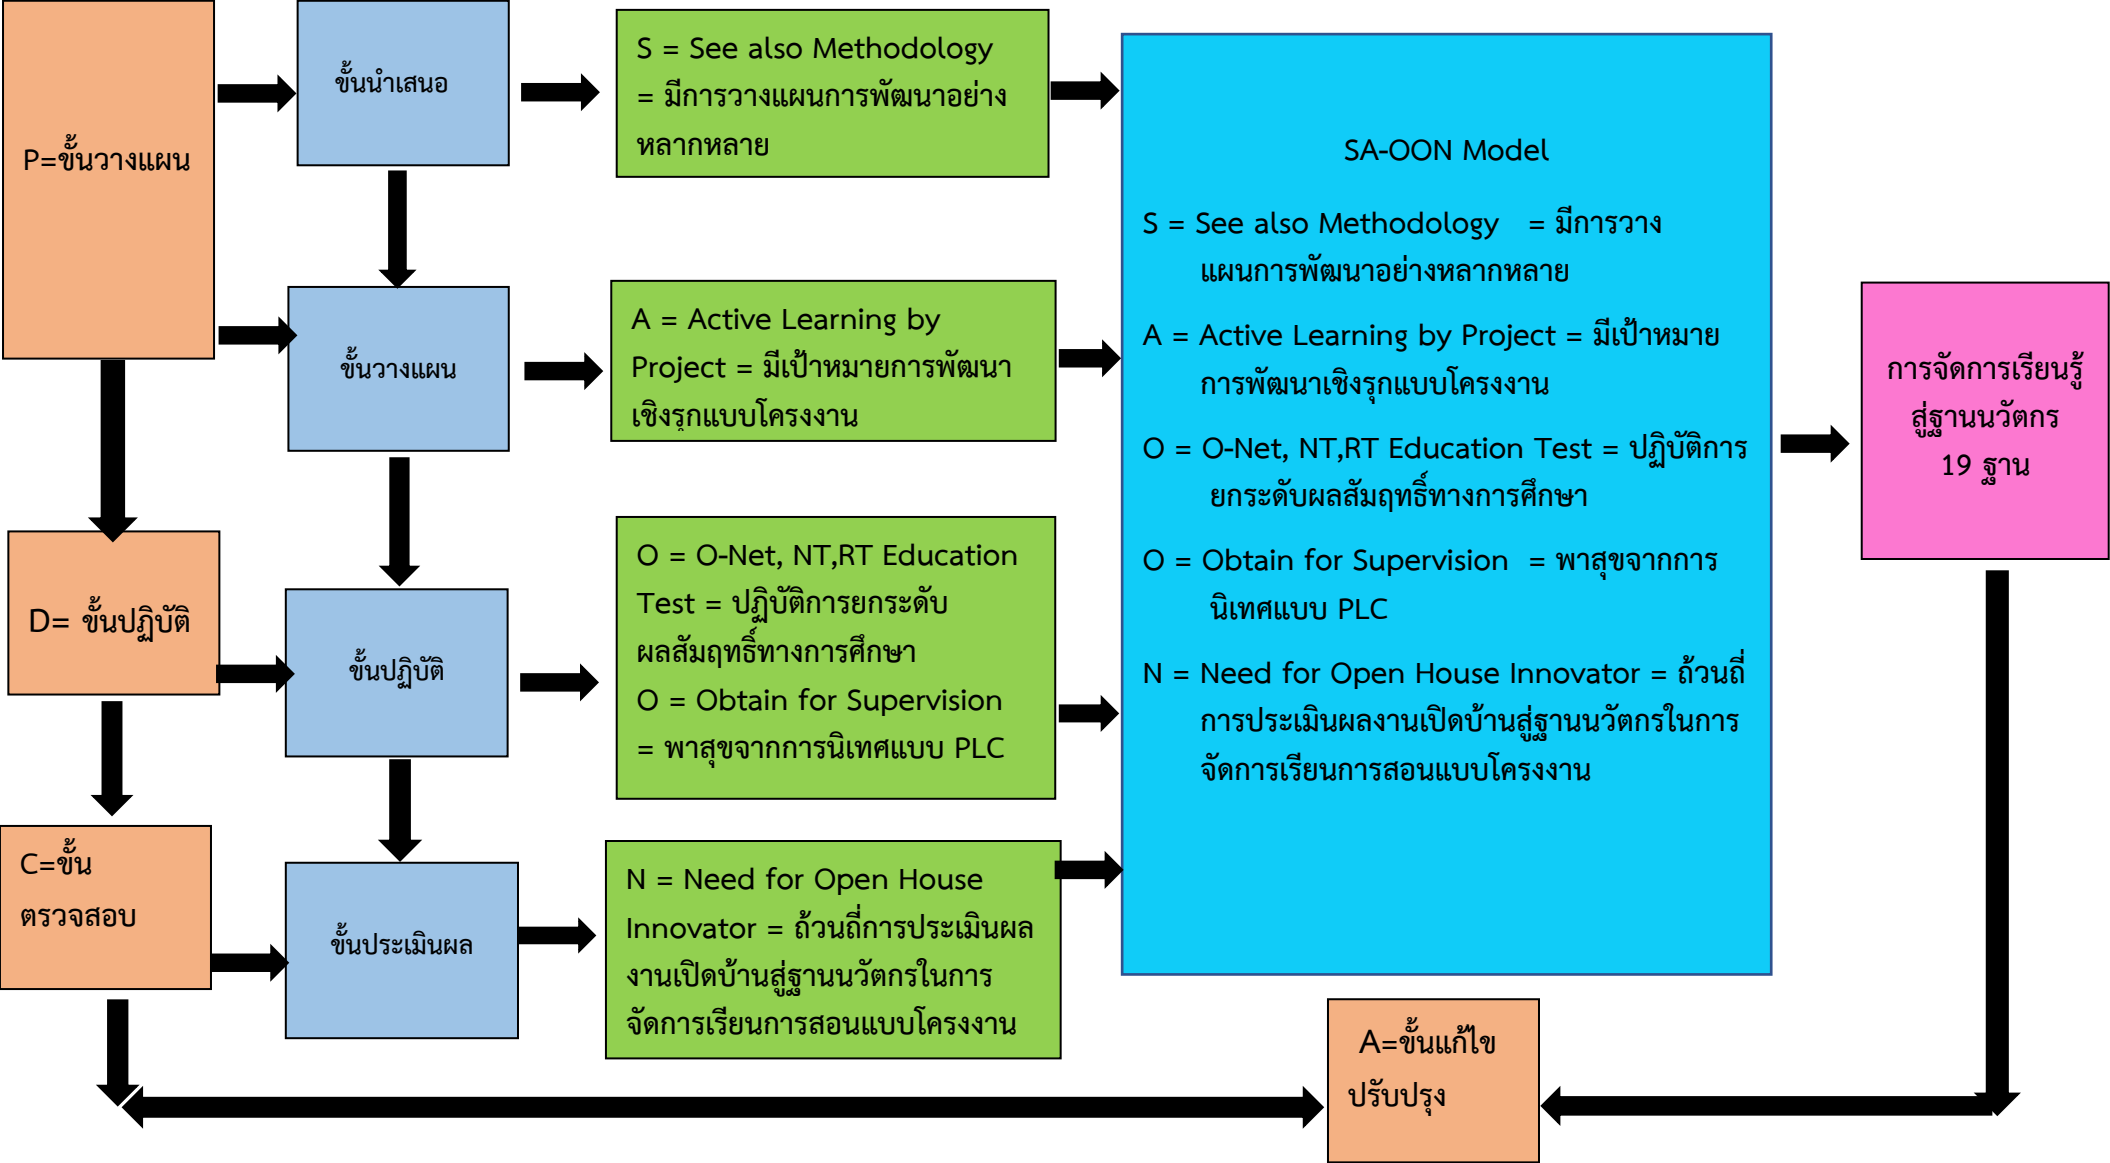 P=ขั้นวางแผน
ขั้นนำเสนอ
S = See also Methodology
= มีการวางแผนการพัฒนาอย่าง
หลากหลาย
ขั้นวางแผน
A = Active Learning by
Project = มีเป้าหมายการพัฒนา
เชิงรุกแบบโครงงาน
D= ขั้นปฏิบัติ
ขั้นปฏิบัติ
O = O-Net, NT,RT Education
Test = ปฏิบัติการยกระดับ
ผลสัมฤทธิ์ทางการศึกษา
O = Obtain for Supervision
= พาสุขจากการนิเทศแบบ PLC
C=ขั้น
ตรวจสอบ
ขั้นประเมินผล
N = Need for Open House
Innovator = ถ้วนถี่การประเมินผล
งานเปิดบ้านสู่ฐานนวัตกรในการ
จัดการเรียนการสอนแบบโครงงาน
SA-OON Model
S = See also Methodology = มีการวาง
แผนการพัฒนาอย่างหลากหลาย
A = Active Learning by Project = มีเป้าหมาย
การพัฒนาเชิงรุกแบบโครงงาน
O = O-Net, NT,RT Education Test = ปฏิบัติการ
ยกระดับผลสัมฤทธิ์ทางการศึกษา
O = Obtain for Supervision = พาสุขจากการ
นิเทศแบบ PLC
N = Need for Open House Innovator = ถ้วนถี่
การประเมินผลงานเปิดบ้านสู่ฐานนวัตกรในการ
จัดการเรียนการสอนแบบโครงงาน
การจัดการเรียนรู้
สู่ฐานนวัตกร
19 ฐาน
A=ขั้นแก้ไข
ปรับปรุง